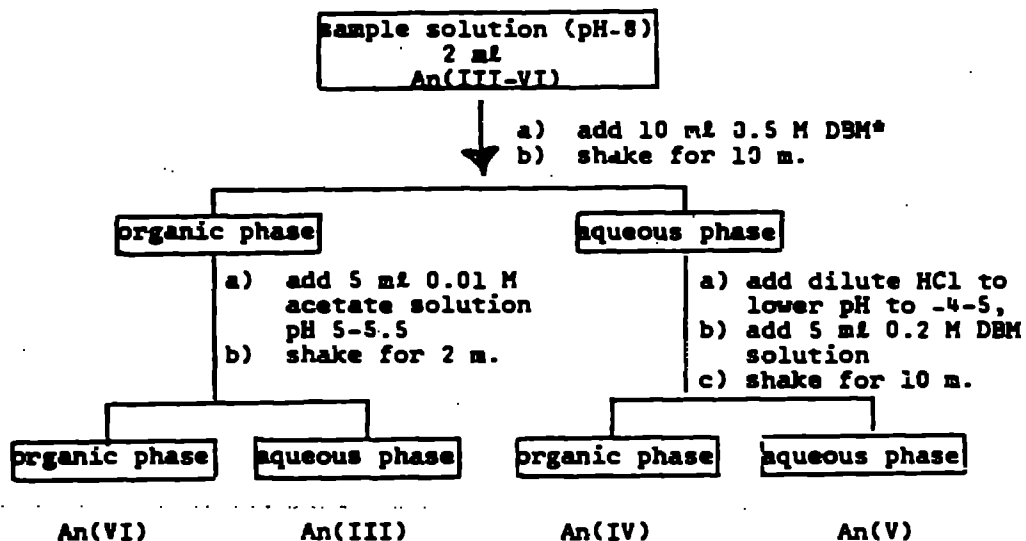 sample solution (pH-8)
2 mℓ
An(III-VI)
a) add 10 mℓ 0.5 M DBM*
b) shake for 10 m.
organic phase
aqueous phase
a) add 5 mℓ 0.01 M
acetate solution
pH 5-5.5
b) shake for 2 m.
a) add dilute HCl to
lower pH to -4-5,
b) add 5 mℓ 0.2 M DBM
solution
c) shake for 10 m.
organic phase
aqueous phase
organic phase
aqueous phase
An(VI)
An(III)
An(IV)
An(V)